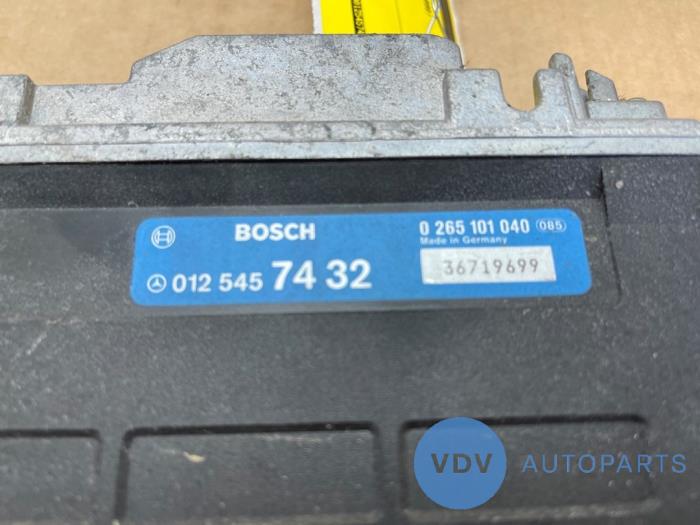 BOSCH
0 265 101 040 085
Made in Germany
012 545 74 32
36719699
VDV AUTOPARTS